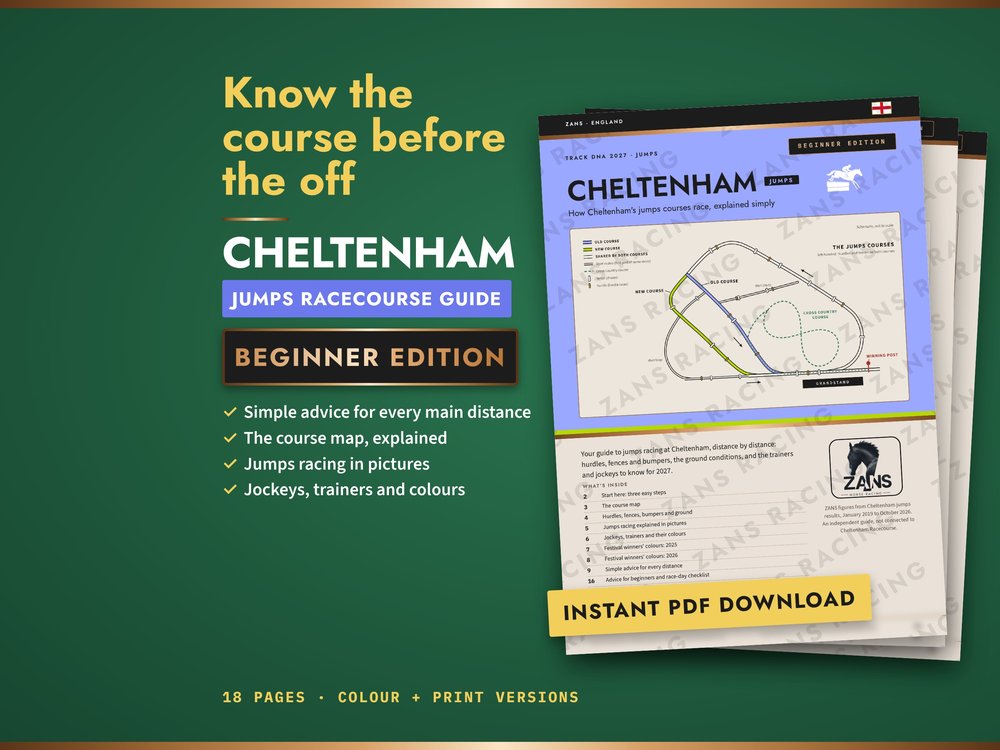 Know the
course before
the off
CHELTENHAM
JUMPS RACECOURSE GUIDE
BEGINNER EDITION
Simple advice for every main distance
The course map, explained
Jumps racing in pictures
Jockeys, trainers and colours
18 PAGES · COLOUR + PRINT VERSIONS
ZANS · ENGLAND
TRACK DNA 2027 · JUMPS
BEGINNER EDITION
CHELTENHAM JUMPS
How Cheltenham's jumps courses race, explained simply
OLD COURSE
NEW COURSE
SHARED BY BOTH COURSES
THE JUMPS COURSES
OLD COURSE
NEW COURSE
CROSS COUNTRY
COURSE
WINNING POST
GRANDSTAND
Your guide to jumps racing at Cheltenham, distance by distance:
hurdles, fences and bumpers, the ground conditions, and the trainers
and jockeys to know for 2027.
WHAT'S INSIDE
2 Start here: three easy steps
3 The course map
4 Hurdles, fences, bumpers and ground
5 Jumps racing explained in pictures
6 Jockeys, trainers and their colours
7 Festival winners' colours: 2025
8 Festival winners' colours: 2026
9 Simple advice for every distance
16 Advice for beginners and race-day checklist
ZANS
HORSE RACING
ZANS figures from Cheltenham jumps
results, January 2019 to October 2026.
An independent guide, not connected to
Cheltenham Racecourse.
ZANS RACING
INSTANT PDF DOWNLOAD